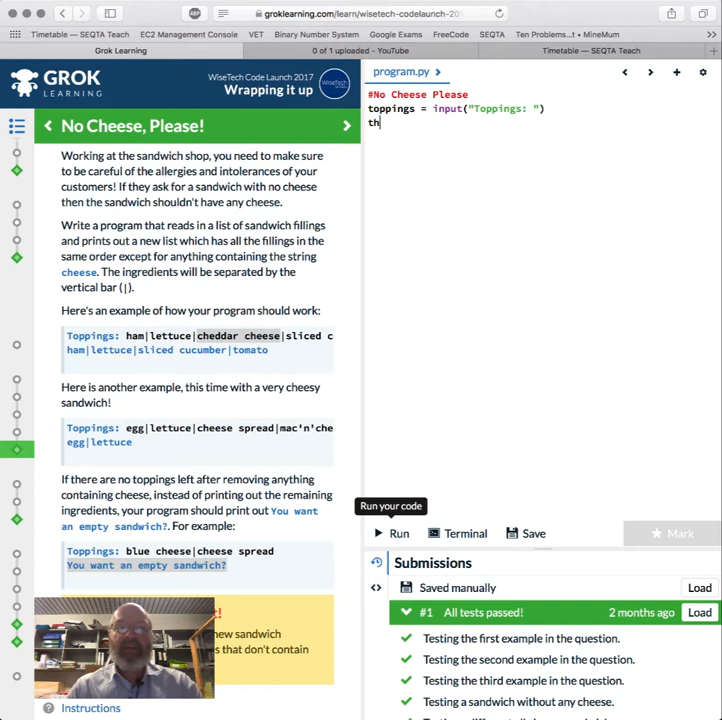 groklearning.com/learn/wisetech-codelaunch-201
Timetable — SEQTA Teach
EC2 Management Console
VET
Binary Number System
Google Exams
FreeCode
SEQTA
Ten Problems..* MineMum
Grok Learning
0 of 1 uploaded - YouTube
Timetable — SEQTA Teach
GROK
LEARNING
WiseTech Code Launch 2017
Wrapping it up
WiseTech
No Cheese, Please!
Working at the sandwich shop, you need to make sure
to be careful of the allergies and intolerances of your
customers! If they ask for a sandwich with no cheese
then the sandwich shouldn't have any cheese.
Write a program that reads in a list of sandwich fillings
and prints out a new list which has all the fillings in the
same order except for anything containing the string
cheese. The ingredients will be separated by the
vertical bar (|).
Here's an example of how your program should work:
Toppings: ham|lettuce|cheddar cheese|sliced c
ham|lettuce|sliced cucumber|tomato
Here is another example, this time with a very cheesy
sandwich!
Toppings: egg|lettuce|cheese spread|mac'n'che
egg|lettuce
If there are no toppings left after removing anything
containing cheese, instead of printing out the remaining
ingredients, your program should print out You want
an empty sandwich?. For example:
Toppings: blue cheese|cheese spread
You want an empty sandwich?
t!
new sandwich
s that don't contain
Instructions
program.py
#No Cheese Please
toppings = input("Toppings: ")
th
Run your code
Run
Terminal
Save
Mark
Submissions
Saved manually
Load
#1 All tests passed!
2 months ago
Load
Testing the first example in the question.
Testing the second example in the question.
Testing the third example in the question.
Testing a sandwich without any cheese.